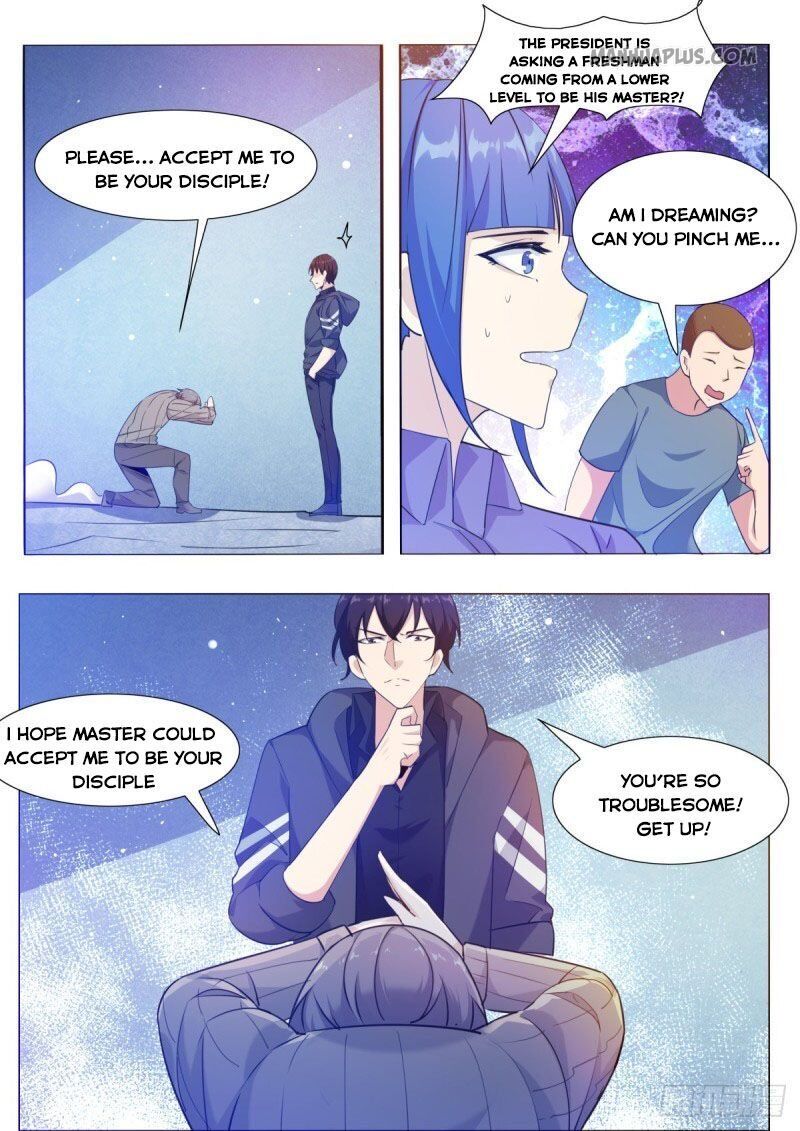 PLEASE... ACCEPT ME TO
BE YOUR DISCIPLE!
MANHUAPLUS.COM
THE PRESIDENT IS
ASKING A FRESHMAN
COMING FROM A LOWER
LEVEL TO BE HIS MASTER?!
AM I DREAMING?
CAN YOU PINCH ME...
I HOPE MASTER COULD
ACCEPT ME TO BE YOUR
DISCIPLE
YOU'RE SO
TROUBLESOME!
GET UP!